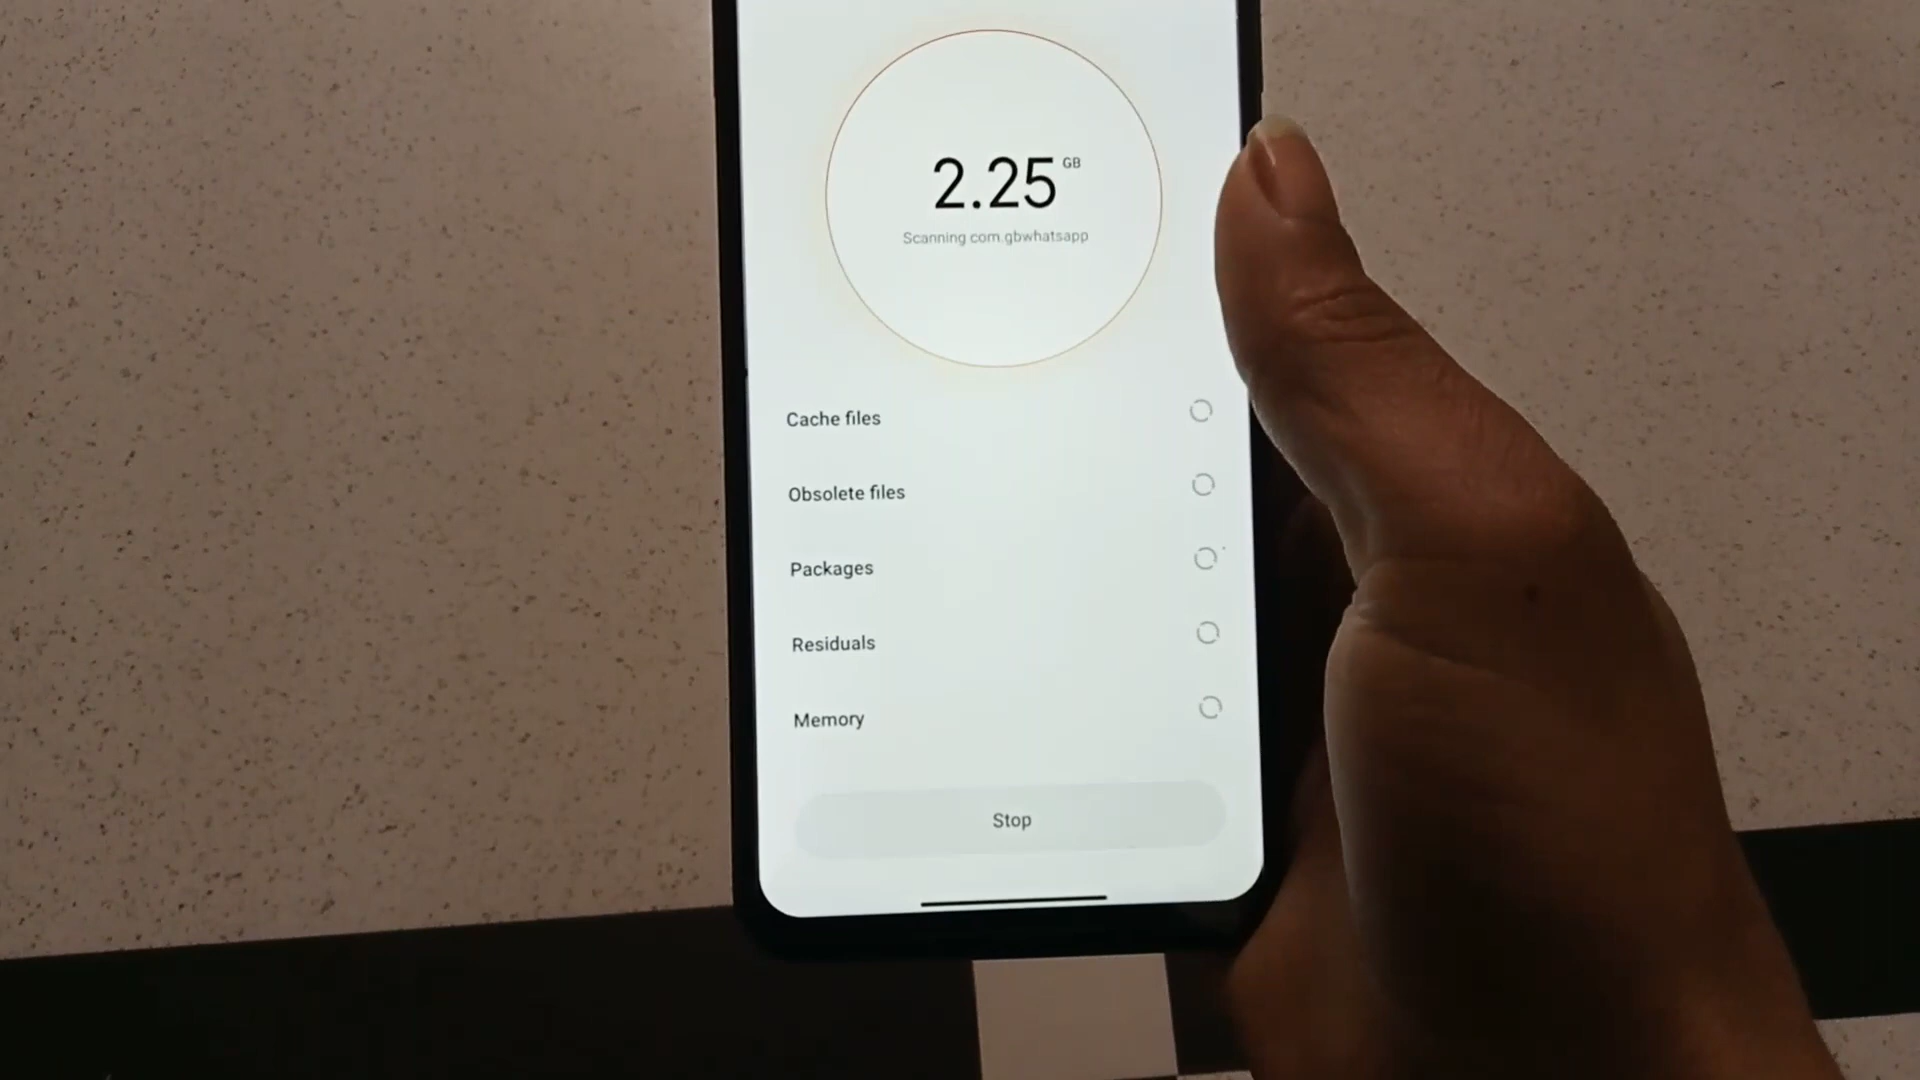 2.25 GB
Scanning com.gbwhatsapp
Cache files
Obsolete files
Packages
Residuals
Memory
Stop